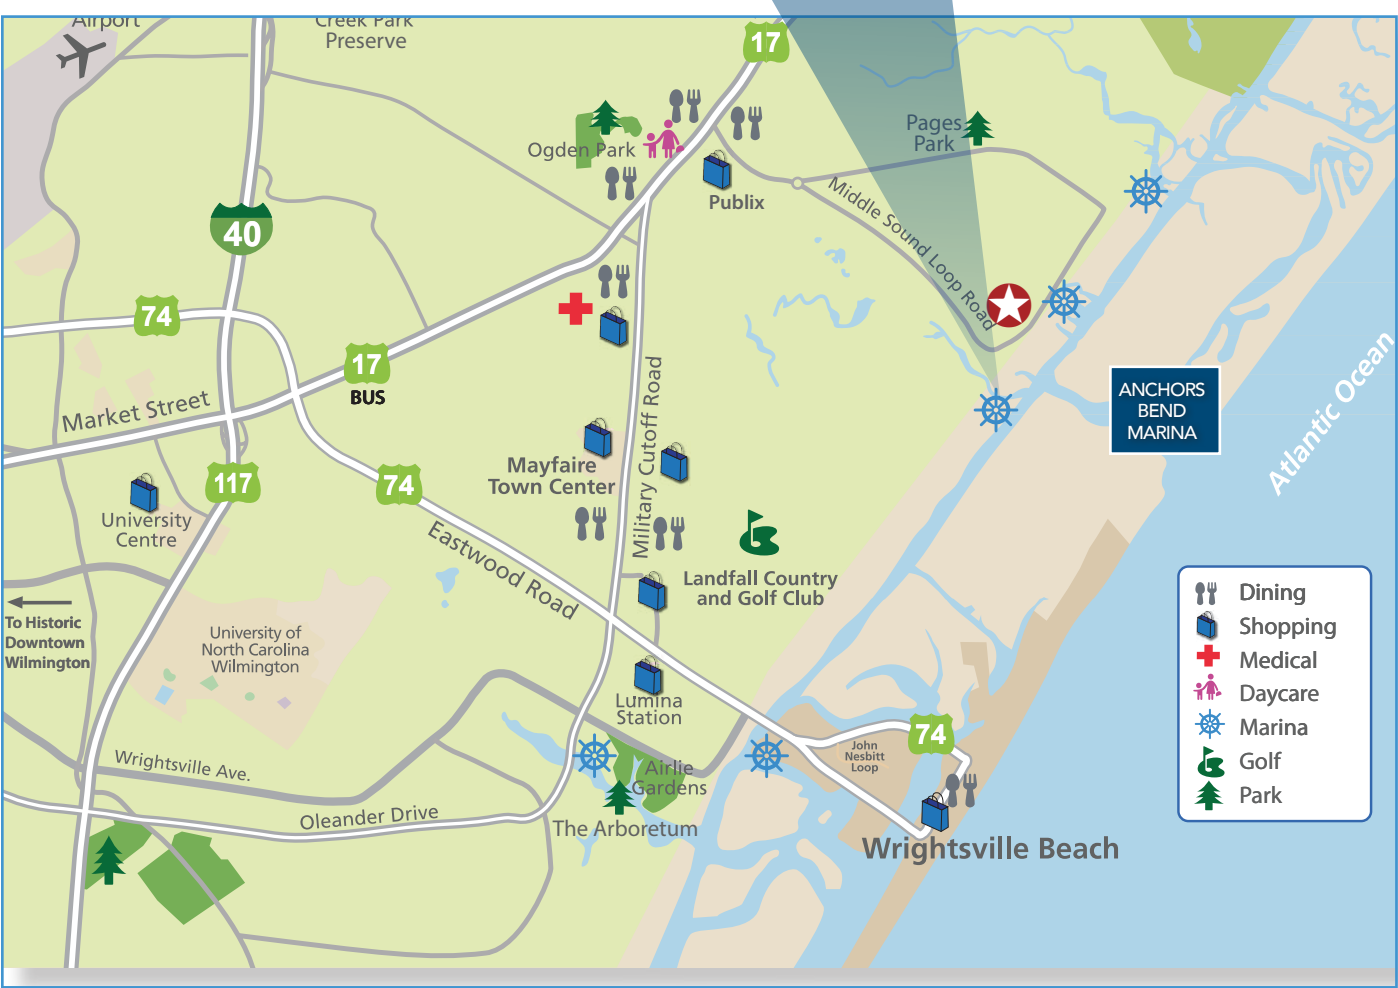 Airport
Creek Park
Preserve
17
Pages
Park
Ogden Park
Publix
Middle Sound Loop Road
40
74
17
BUS
Market Street
Military Cutoff Road
ANCHORS
BEND
MARINA
Atlantic Ocean
Mayfaire
Town Center
117
74
University
Centre
Eastwood Road
Landfall Country
and Golf Club
To Historic
Downtown
Wilmington
University of
North Carolina
Wilmington
Lumina
Station
74
John
Nesbitt
Loop
Wrightsville Ave.
Airlie
Gardens
Oleander Drive
The Arboretum
Wrightsville Beach
Dining
Shopping
Medical
Daycare
Marina
Golf
Park